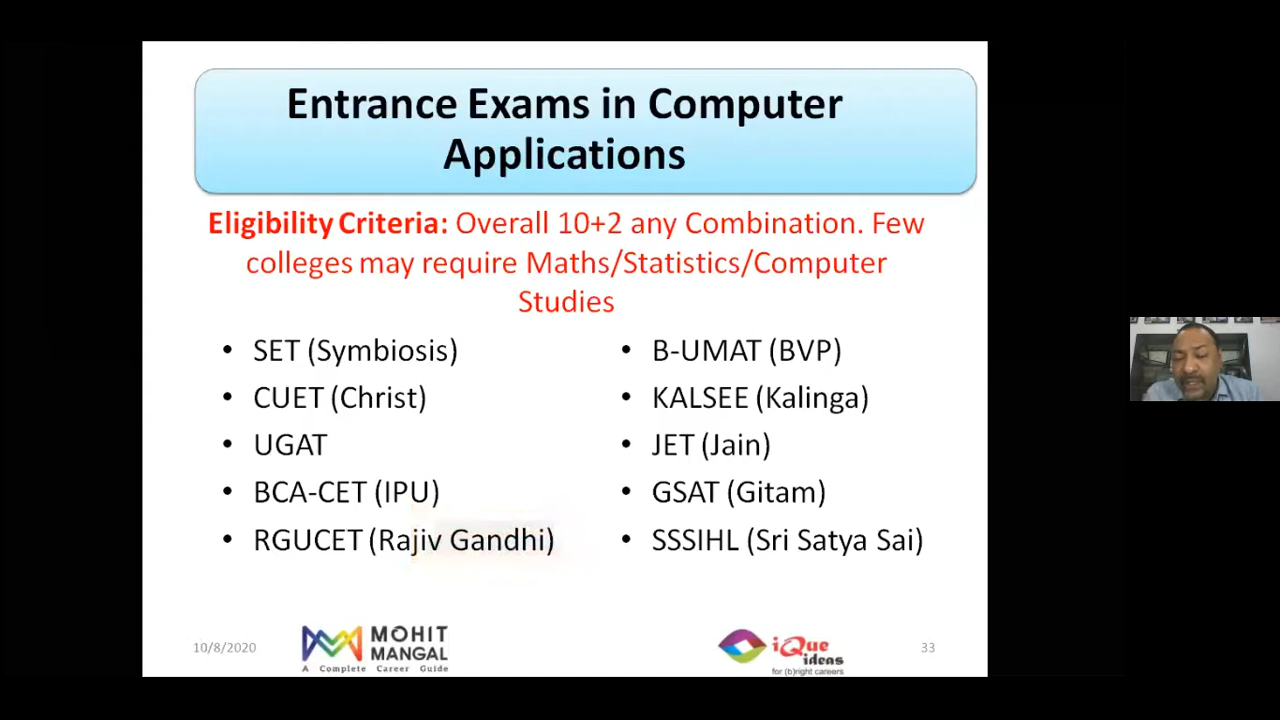 Entrance Exams in Computer
Applications
Eligibility Criteria: Overall 10+2 any Combination. Few
colleges may require Maths/Statistics/Computer
Studies
• SET (Symbiosis)
• CUET (Christ)
• UGAT
• BCA-CET (IPU)
• RGUCET (Rajiv Gandhi)
• B-UMAT (BVP)
• KALSEE (Kalinga)
• JET (Jain)
• GSAT (Gitam)
• SSSIHL (Sri Satya Sai)
10/8/2020
MOHIT
MANGAL
A Complete Career Guide
iQue
ideas
for (b)right careers
33